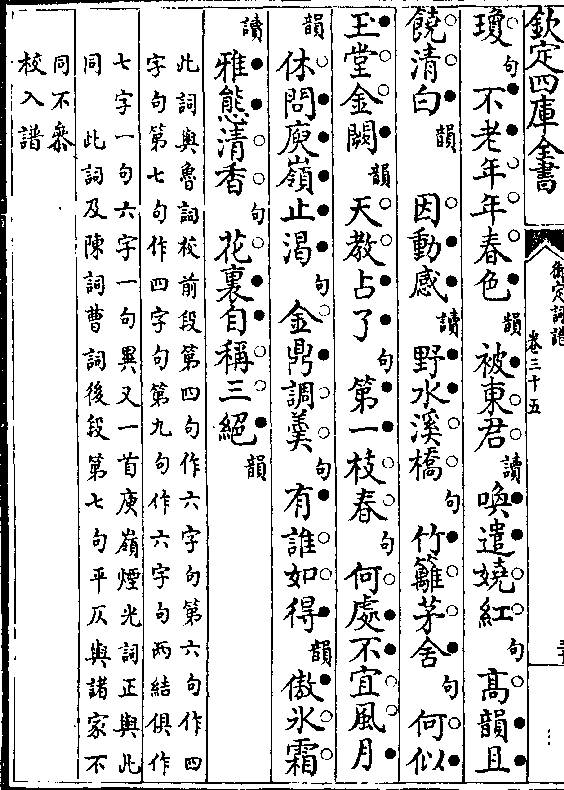 欽定四庫全書
御定詞譜
卷三十五
瓊句不老年年春色韻被東君讀喚遣嬈紅句高韻且
饒清白韻因動感讀野水溪橋句竹籬茅舍句何似
玉堂金闕韻天教占了句第一枝春句何處不宜風月
韻休問庾嶺止渴句金鼎調羹句有誰如得韻傲氷霜
讀雅態清香句花裏自稱三絕韻
此詞與魯詞校前段第四句作六字句第六句作四
字句第七句作四字句第九句作六字句兩結俱作
七字一句六字一句異又一首庾嶺煙光詞正與此
同 此詞及陳詞曹詞後段第七句平仄與諸家不
同不叅
校入譜